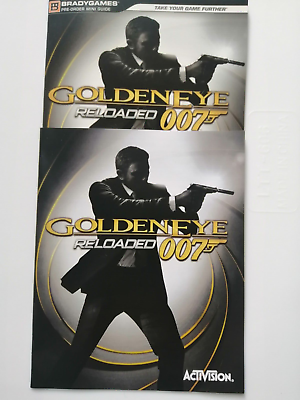 BRADYGAMES
PRE-ORDER MINI GUIDE
TAKE YOUR GAME FURTHER
GOLDENEYE
RELOADED 007
GOLDENEYE
RELOADED 007
ACTIVISION.